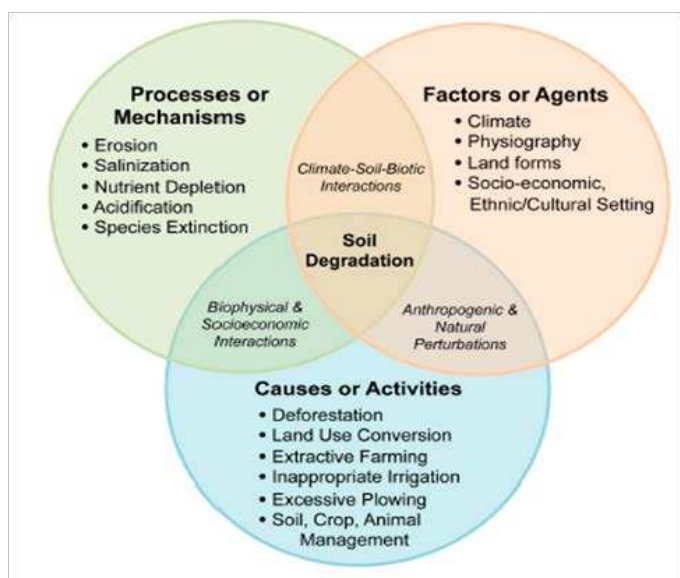 Processes or
Mechanisms
• Erosion
• Salinization
• Nutrient Depletion
• Acidification
• Species Extinction
Factors or Agents
• Climate
• Physiography
• Land forms
• Socio-economic,
Ethnic/Cultural Setting
Climate-Soil-Biotic
Interactions
Soil
Degradation
Biophysical &
Socioeconomic
Interactions
Anthropogenic &
Natural
Perturbations
Causes or Activities
• Deforestation
• Land Use Conversion
• Extractive Farming
• Inappropriate Irrigation
• Excessive Plowing
• Soil, Crop, Animal
Management